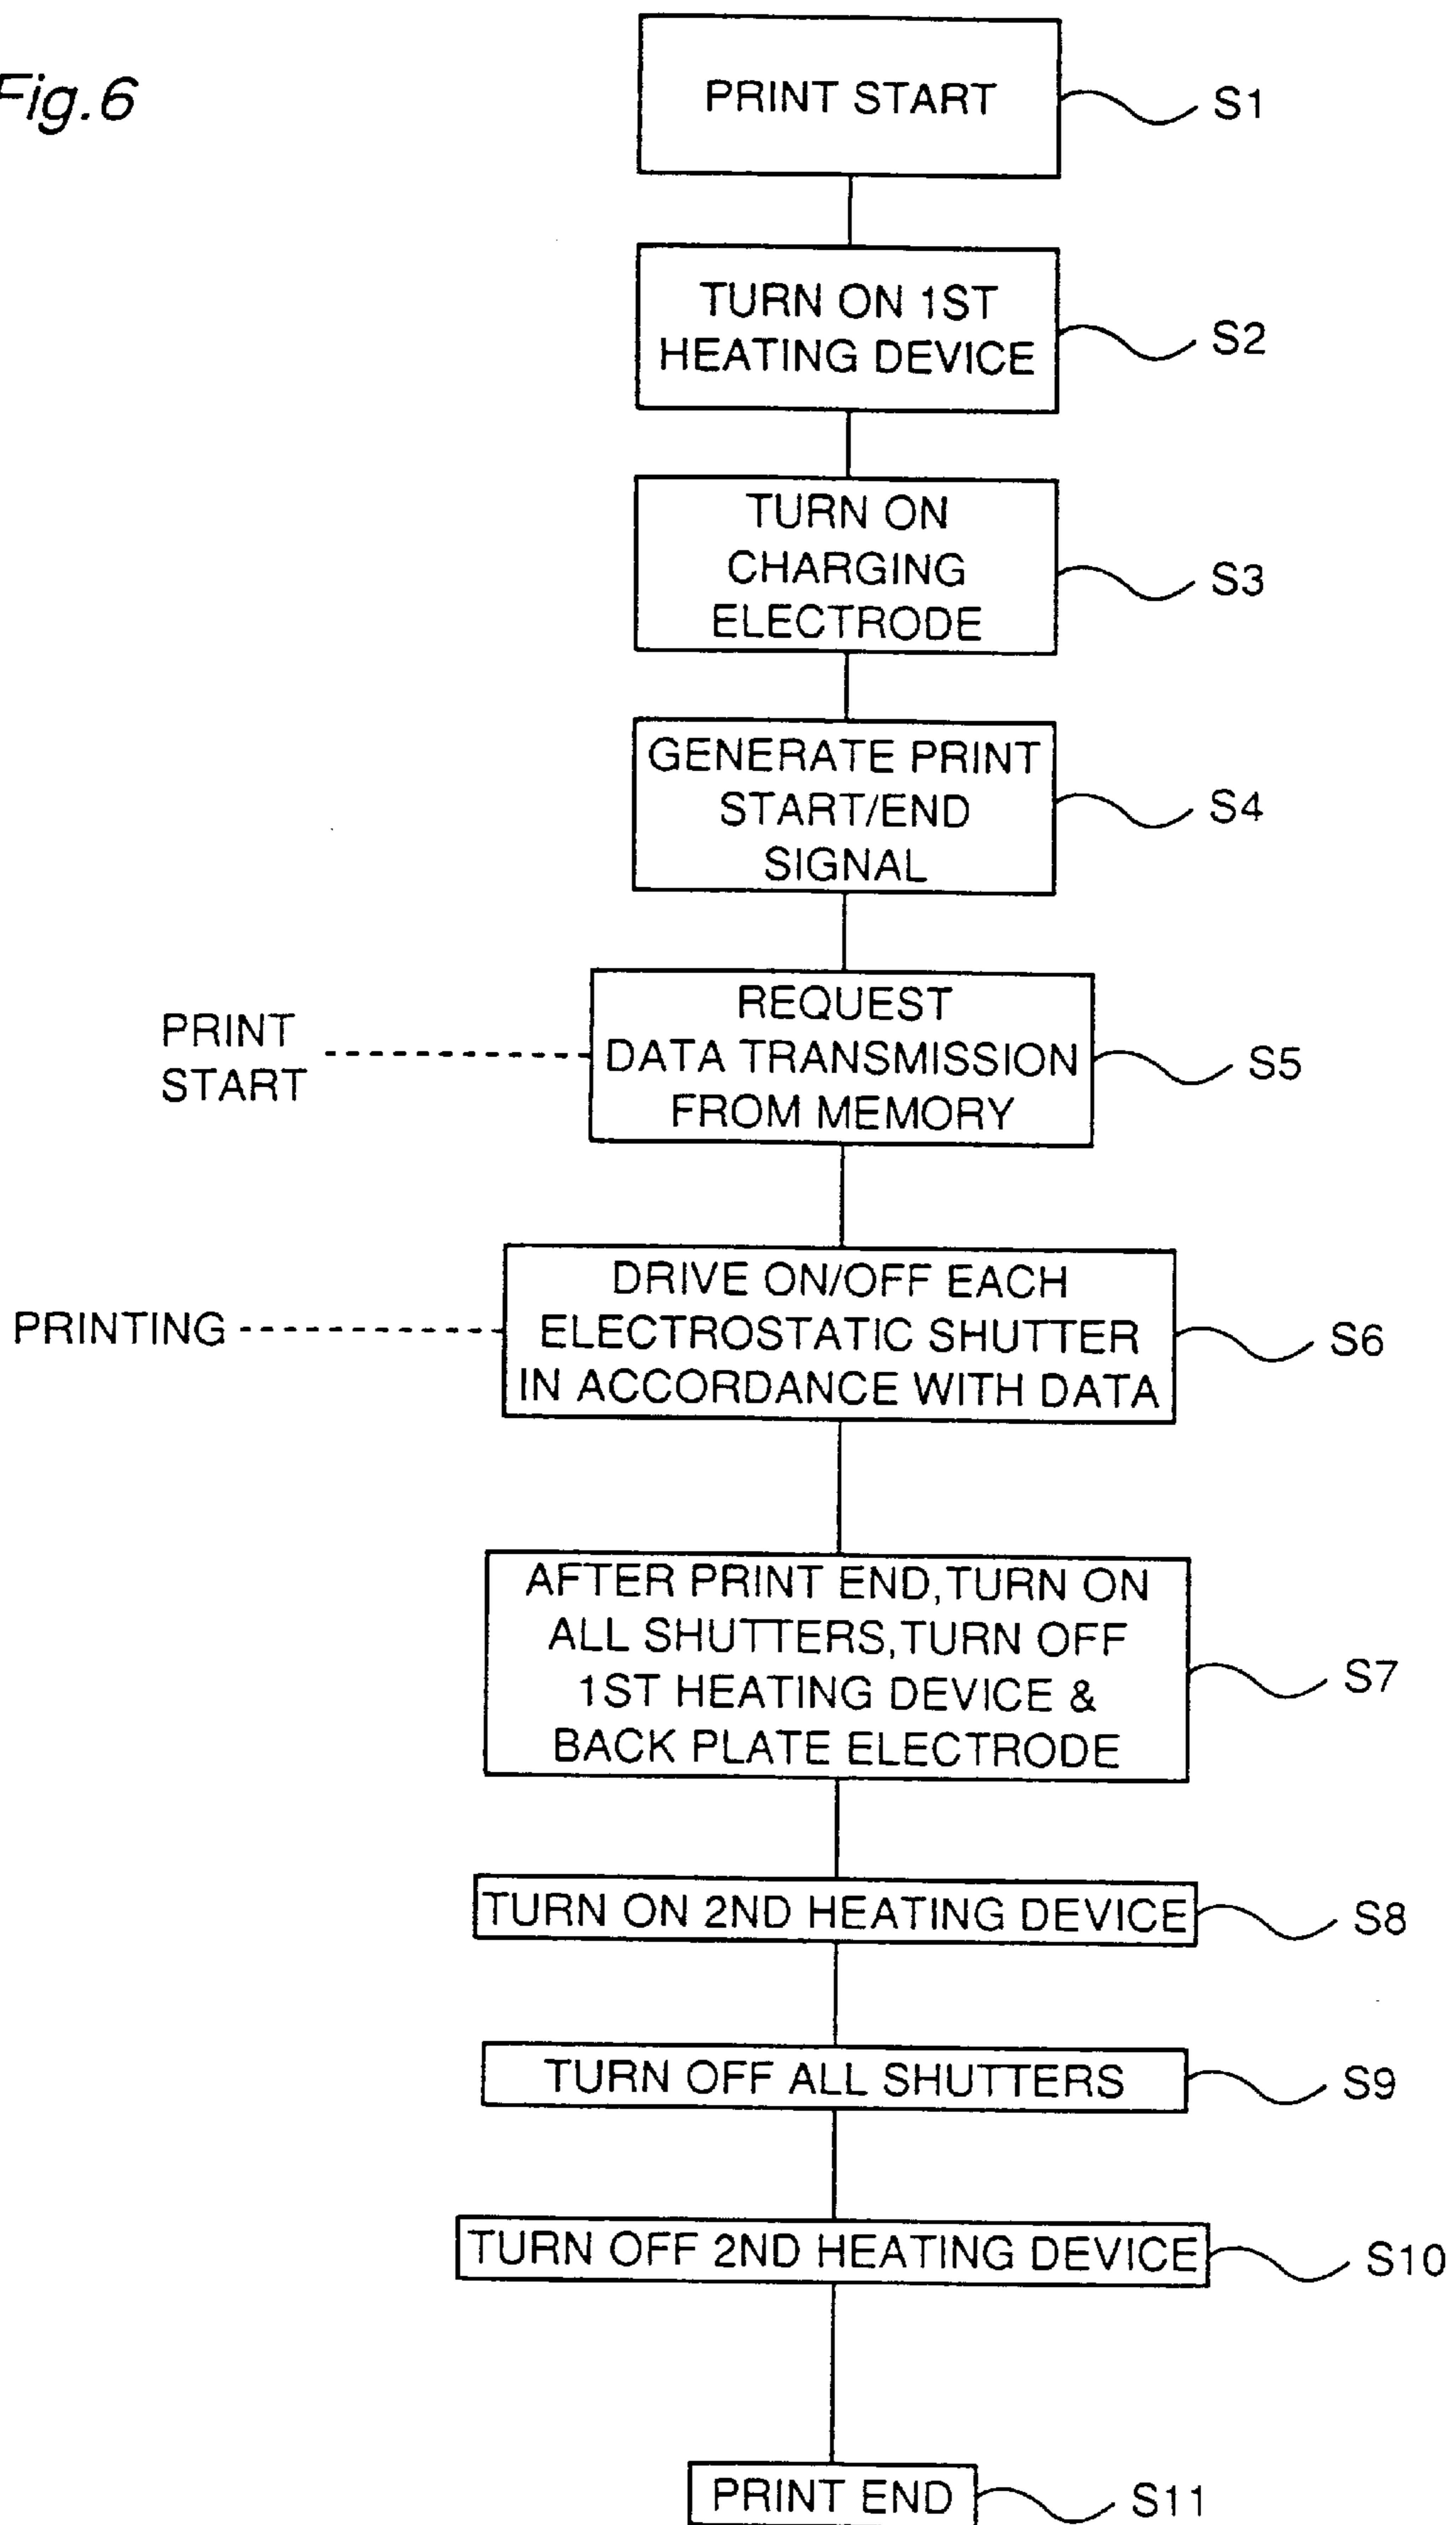 Fig.6
PRINT START
S1
TURN ON 1ST
HEATING DEVICE
S2
TURN ON
CHARGING
ELECTRODE
S3
GENERATE PRINT
START/END
SIGNAL
S4
PRINT
START
REQUEST
DATA TRANSMISSION
FROM MEMORY
S5
PRINTING
DRIVE ON/OFF EACH
ELECTROSTATIC SHUTTER
IN ACCORDANCE WITH DATA
S6
AFTER PRINT END,TURN ON
ALL SHUTTERS,TURN OFF
1ST HEATING DEVICE &
BACK PLATE ELECTRODE
S7
TURN ON 2ND HEATING DEVICE
S8
TURN OFF ALL SHUTTERS
S9
TURN OFF 2ND HEATING DEVICE
S10
PRINT END
S11